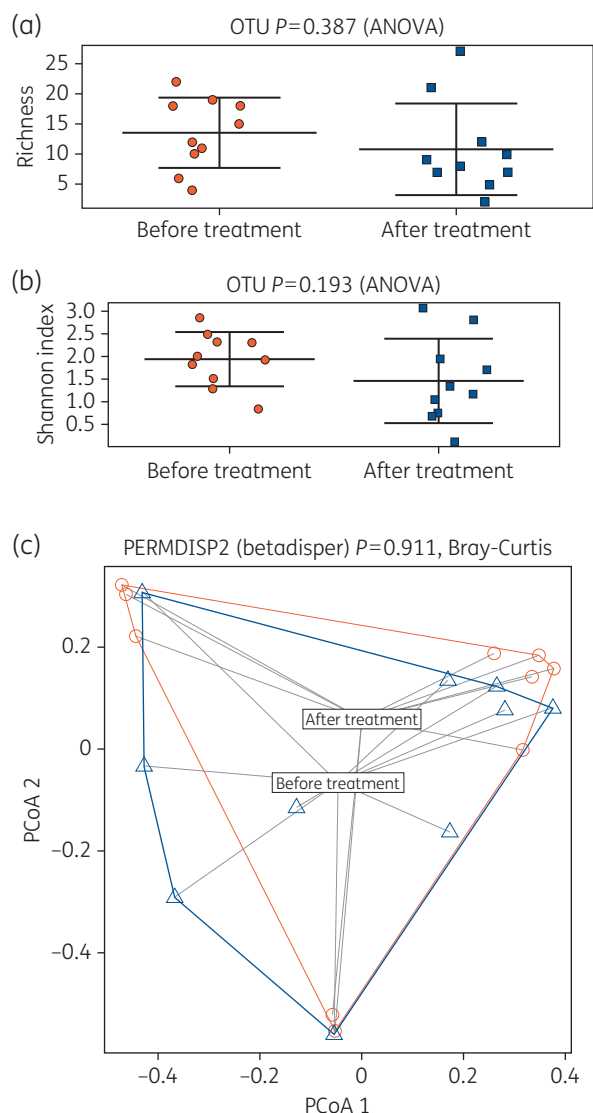 (a)
OTU P=0.387 (ANOVA)
Richness
25
20
15
10
5
Before treatment After treatment
(b)
OTU P=0.193 (ANOVA)
Shannon index
3.0
2.5
2.0
1.5
1.0
0.5
Before treatment After treatment
(c)
PERMDISP2 (betadisper) P=0.911, Bray-Curtis
PCoA 2
0.2
0
−0.2
−0.4
After treatment
Before treatment
−0.4 −0.2 0 0.2 0.4
PCoA 1